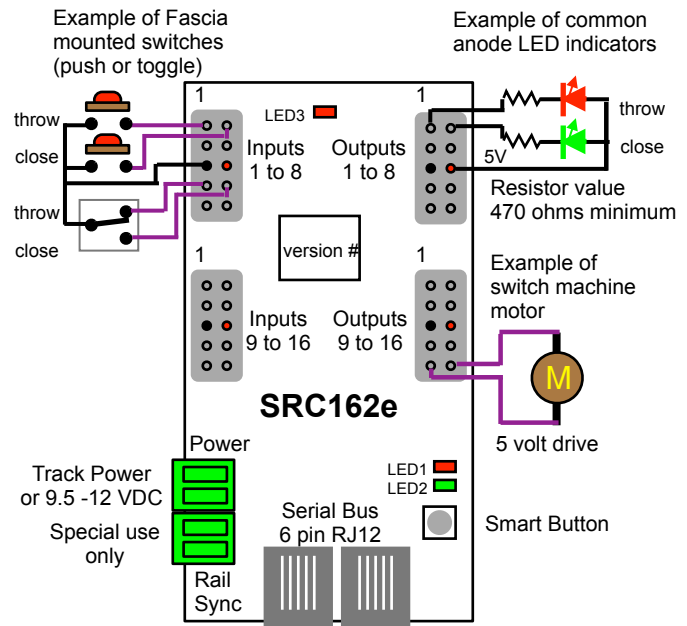 Example of Fascia
mounted switches
(push or toggle)
Example of common
anode LED indicators
throw
close
throw
close
1
LED3
Inputs
1 to 8
1
Outputs
1 to 8
5V
throw
close
Resistor value
470 ohms minimum
version #
1
Inputs
9 to 16
1
Outputs
9 to 16
Example of
switch machine
motor
M
5 volt drive
SRC162e
Power
Track Power
or 9.5 -12 VDC
Special use
only
Rail
Sync
Serial Bus
6 pin RJ12
LED1
LED2
Smart Button